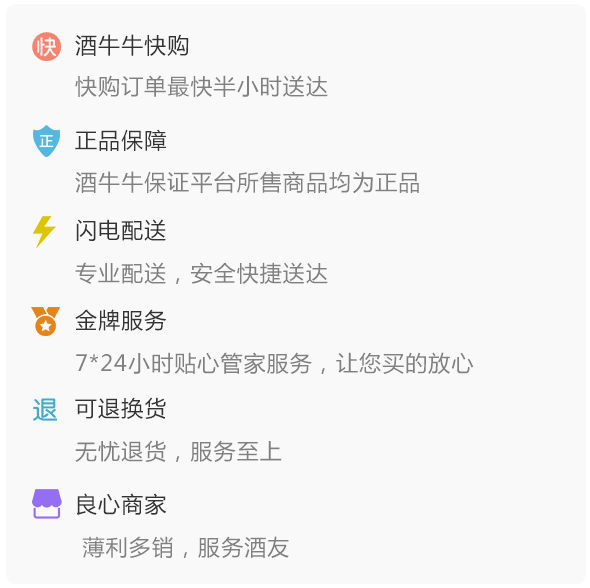 快 酒牛牛快购
快购订单最快半小时送达
正 正品保障
酒牛牛保证平台所售商品均为正品
闪电配送
专业配送，安全快捷送达
金牌服务
7*24小时贴心管家服务，让您买的放心
退 可退换货
无忧退货，服务至上
良心商家
薄利多销，服务酒友